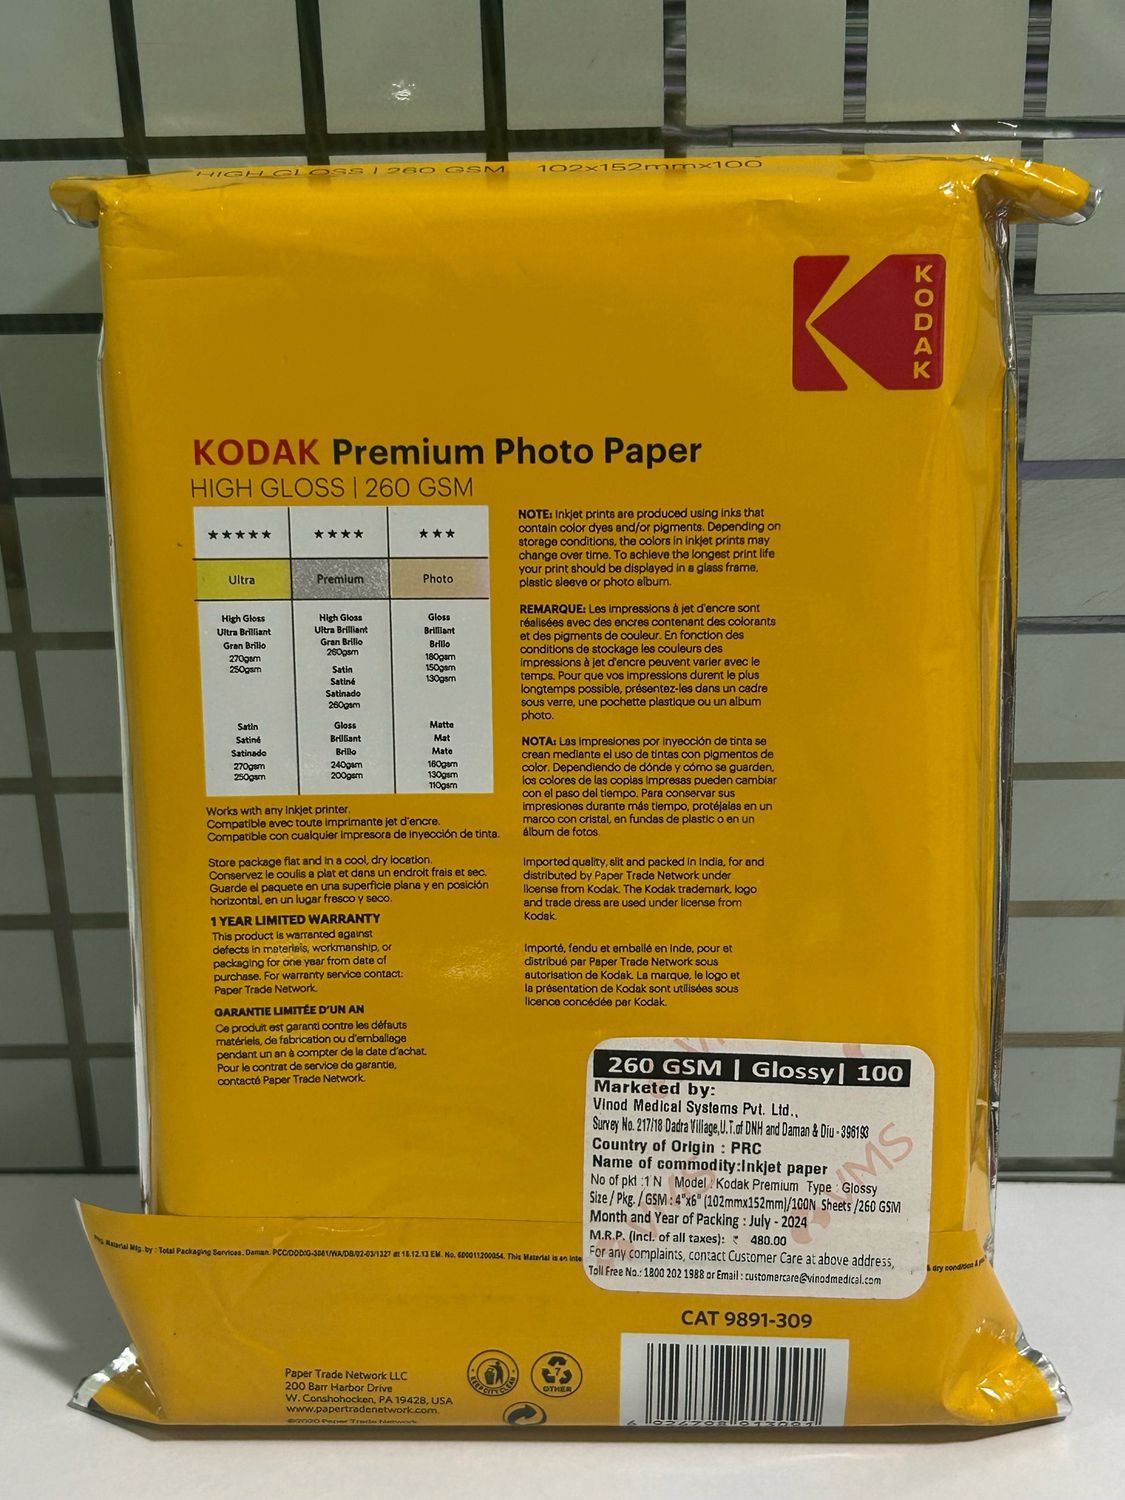 HIGH GLOSS | 260 GSM 102x152mmx100
KODAK
KODAK Premium Photo Paper
HIGH GLOSS | 260 GSM
★★★★★ ★★★★ ★★★
Ultra Premium Photo
High Gloss
Ultra Brilliant
Gran Brillo
270gsm
250gsm
Satin
Satiné
Satinado
270gsm
250gsm
High Gloss
Ultra Brilliant
Gran Brillo
260gsm
Satin
Satiné
Satinado
260gsm
Gloss
Brilliant
Brillo
240gsm
200gsm
Gloss
Brilliant
Brillo
180gsm
150gsm
130gsm
Matte
Mat
Mate
160gsm
130gsm
110gsm
Works with any inkjet printer.
Compatible avec toute imprimante jet d'encre.
Compatible con cualquier impresora de inyección de tinta.
Store package flat and in a cool, dry location.
Conservez le coulis a plat et dans un endroit frais et sec.
Guarde el paquete en una superficie plana y en posición
horizontal, en un lugar fresco y seco.
1 YEAR LIMITED WARRANTY
This product is warranted against
defects in materials, workmanship, or
packaging for one year from date of
purchase. For warranty service contact:
Paper Trade Network.
GARANTIE LIMITÉE D'UN AN
Ce produit est garanti contre les défauts
matériels, de fabrication ou d'emballage
pendant un an à compter de la date d'achat.
Pour le contrat de service de garantie,
contacté Paper Trade Network.
NOTE: Inkjet prints are produced using inks that
contain color dyes and/or pigments. Depending on
storage conditions, the colors in inkjet prints may
change over time. To achieve the longest print life
your print should be displayed in a glass frame,
plastic sleeve or photo album.
REMARQUE: Les impressions à jet d'encre sont
réalisées avec des encres contenant des colorants
et des pigments de couleur. En fonction des
conditions de stockage les couleurs des
impressions à jet d'encre peuvent varier avec le
temps. Pour que vos impressions durent le plus
longtemps possible, présentez-les dans un cadre
sous verre, une pochette plastique ou un album
photo.
NOTA: Las impresiones por inyección de tinta se
crean mediante el uso de tintas con pigmentos de
color. Dependiendo de dónde y cómo se guarden,
los colores de las copias impresas pueden cambiar
con el paso del tiempo. Para conservar sus
impresiones durante más tiempo, protéjalas en un
marco con cristal, en fundas de plastic o en un
álbum de fotos.
Imported quality, slit and packed in India, for and
distributed by Paper Trade Network under
license from Kodak. The Kodak trademark, logo
and trade dress are used under license from
Kodak.
Importé, fendu et emballé en Inde, pour et
distribué par Paper Trade Network sous
autorisation de Kodak. La marque, le logo et
la présentation de Kodak sont utilisées sous
licence concédée par Kodak.
260 GSM | Glossy| 100
Marketed by:
Vinod Medical Systems Pvt. Ltd.,
Survey No. 217/18 Dadra Village,U.T.of DNH and Daman & Diu - 396193
Country of Origin : PRC
Name of commodity:Inkjet paper
No of pkt :1 N Model : Kodak Premium Type : Glossy
Size / Pkg. / GSM : 4"x6" (102mmx152mm)/100N Sheets /260 GSM
Month and Year of Packing : July - 2024
M.R.P. (Incl. of all taxes): ₹ 480.00
For any complaints, contact Customer Care at above address,
Toll Free No.: 1800 202 1988 or Email : customercare@vinodmedical.com
VMS
Material Mfg. by : Total Packaging Services. Daman. This Material is an
& dry condition
CAT 9891-309
Paper Trade Network LLC
200 Barr Harbor Drive
W. Conshohocken, PA 19428, USA
www.papertradenetwork.com
©2020 Paper Trade Network
KEEP CITY CLEAN
7
OTHER